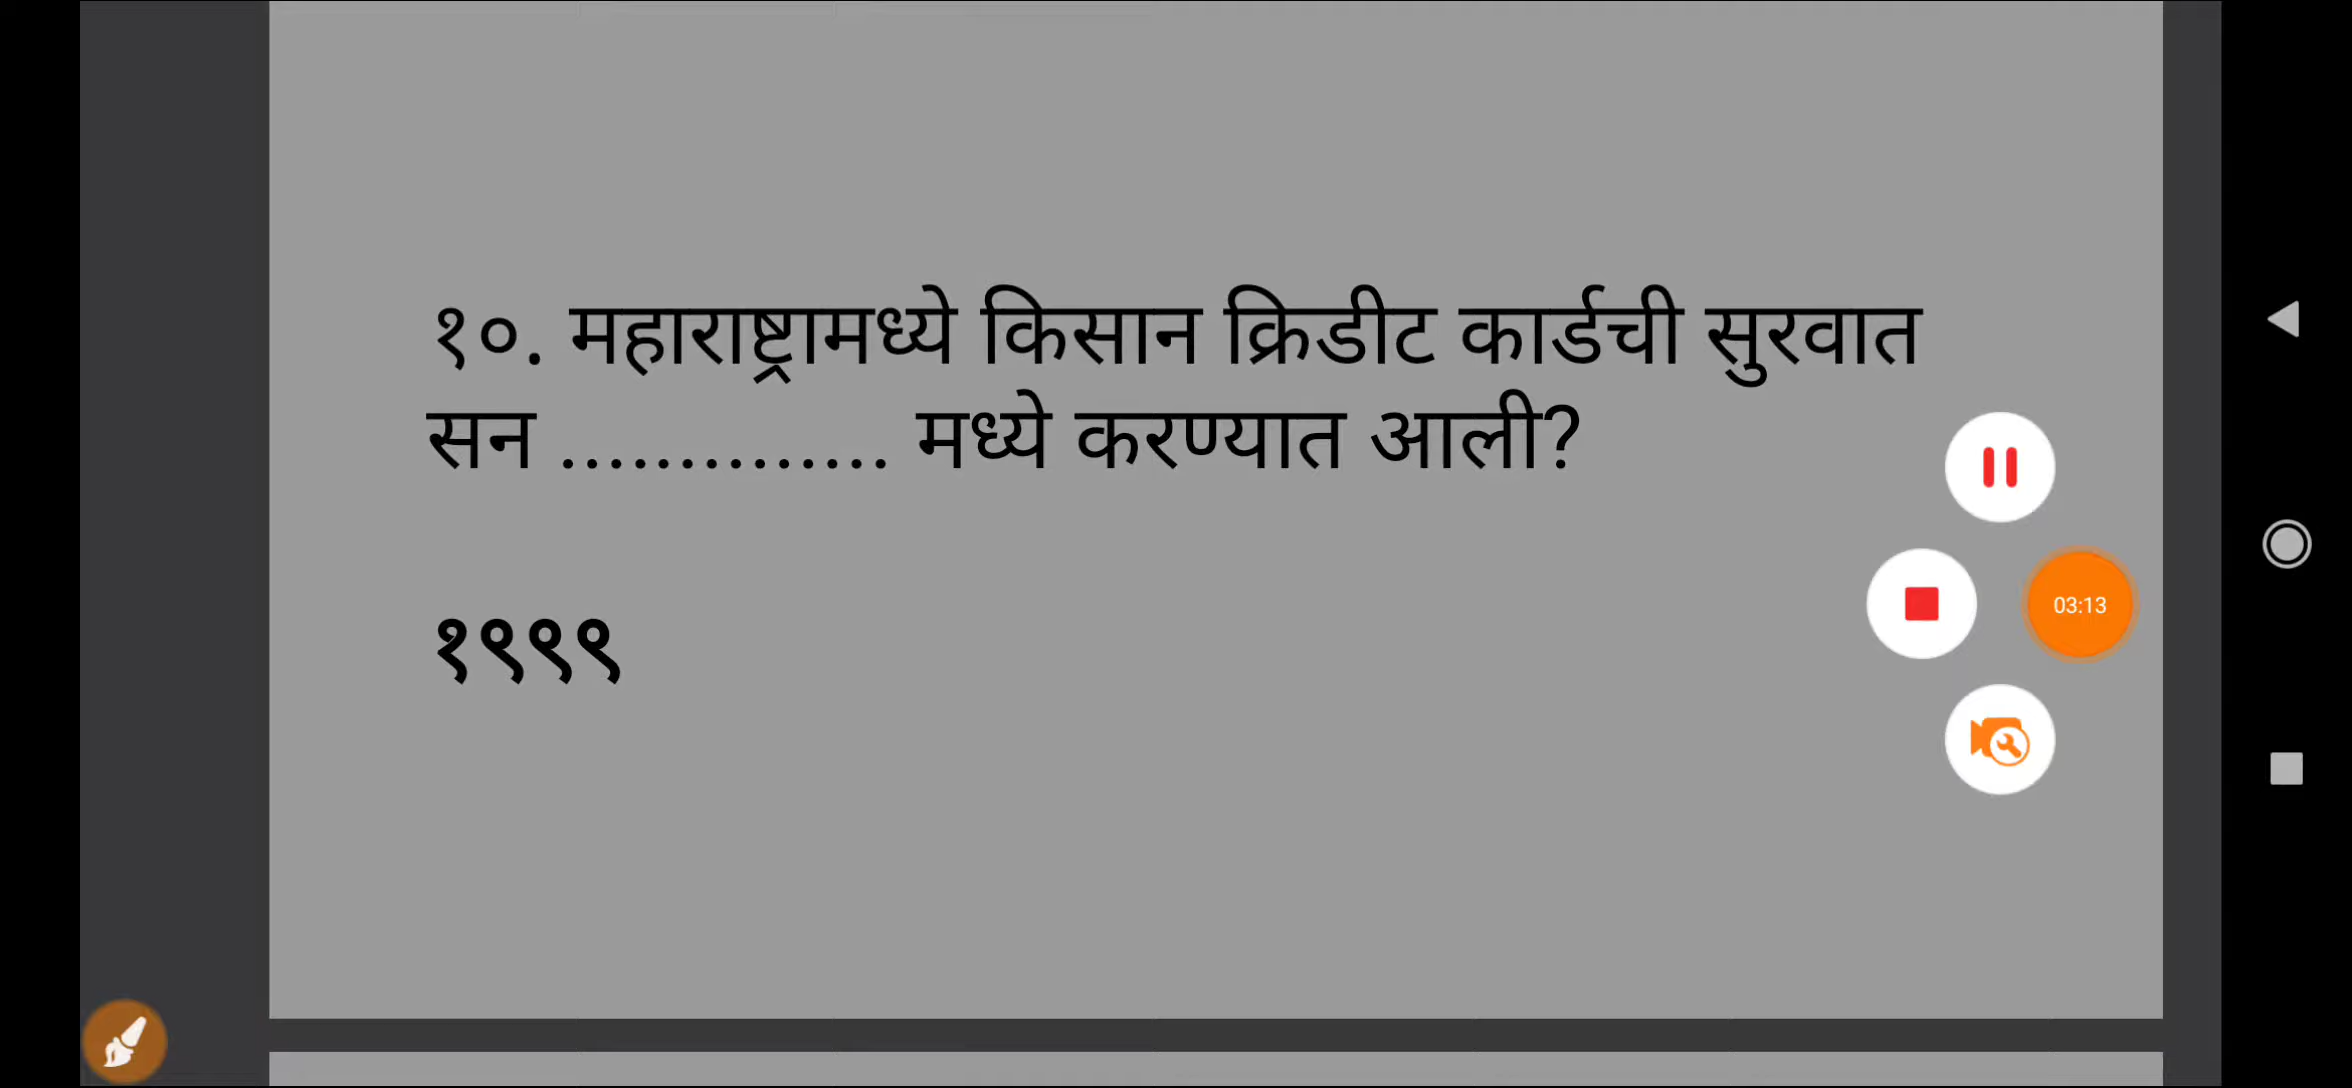 १०. महाराष्ट्रामध्ये किसान क्रिडीट कार्डची सुरवात
सन .............. मध्ये करण्यात आली?
१९९९
03:13